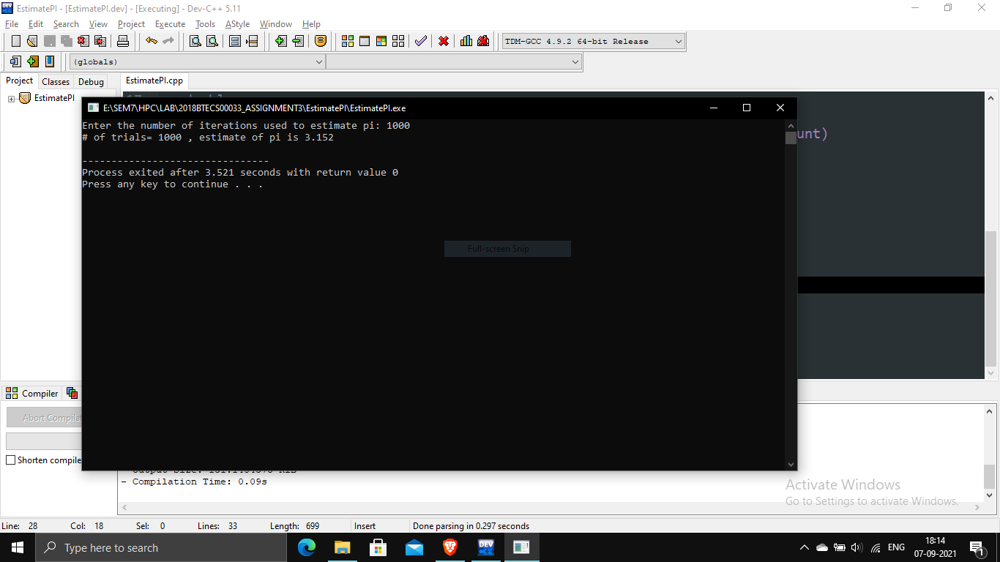 EstimatePI - [EstimatePI.dev] - [Executing] - Dev-C++ 5.11
File Edit Search View Project Execute Tools AStyle Window Help
TDM-GCC 4.9.2 64-bit Release
(globals)
Project Classes Debug EstimatePI.cpp
EstimatePI
E:\SEM7\HPC\LAB\2018BTECS00033_ASSIGNMENT3\EstimatePI\EstimatePI.exe
Enter the number of iterations used to estimate pi: 1000
unt)
# of trials= 1000 , estimate of pi is 3.152
--------------------------------
Process exited after 3.521 seconds with return value 0
Press any key to continue . . .
Full-screen Snip
Compiler
Abort Compilat
Shorten compile
- Compilation Time: 0.09s
Activate Windows
Go to Settings to activate Windows.
Line: 28 Col: 18 Sel: 0 Lines: 33 Length: 699 Insert Done parsing in 0.297 seconds
Type here to search
DEV
ENG
18:14
07-09-2021
1